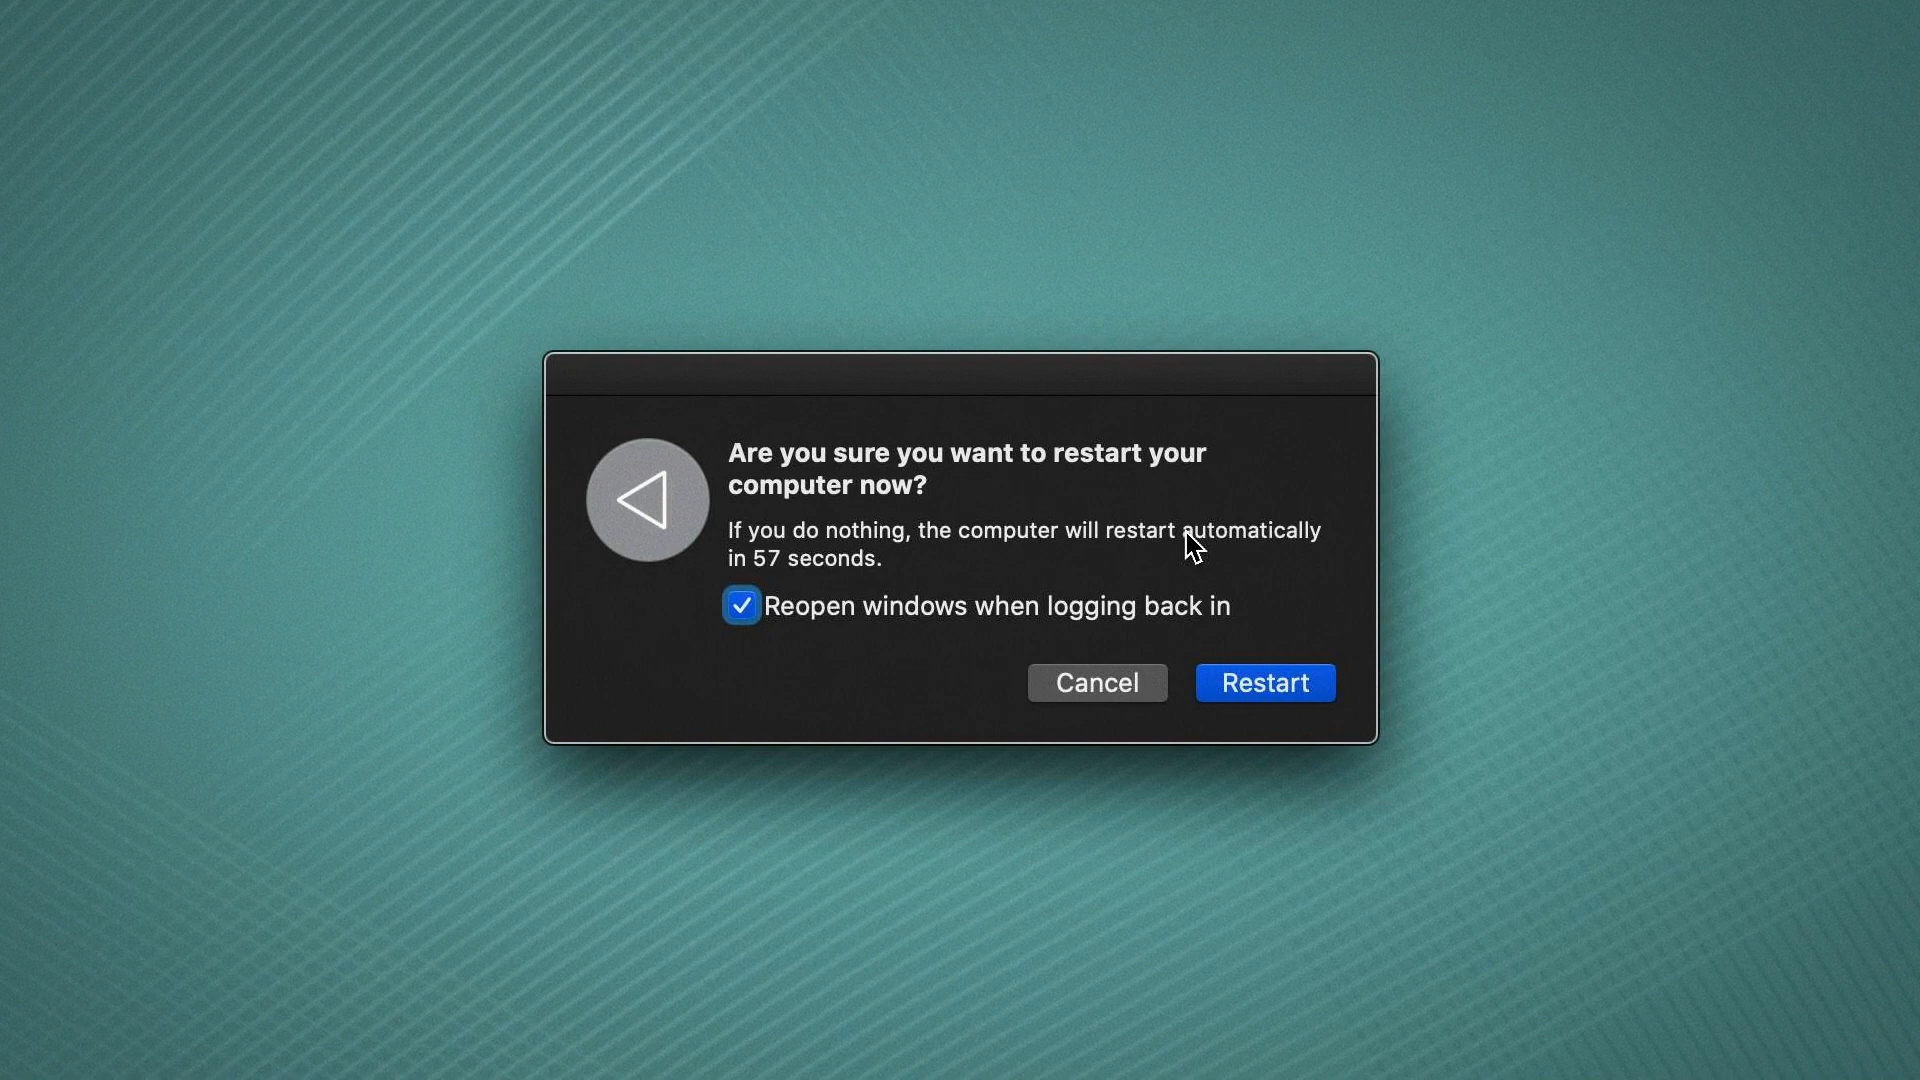 Are you sure you want to restart your
computer now?
If you do nothing, the computer will restart automatically
in 57 seconds.
Reopen windows when logging back in
Cancel
Restart